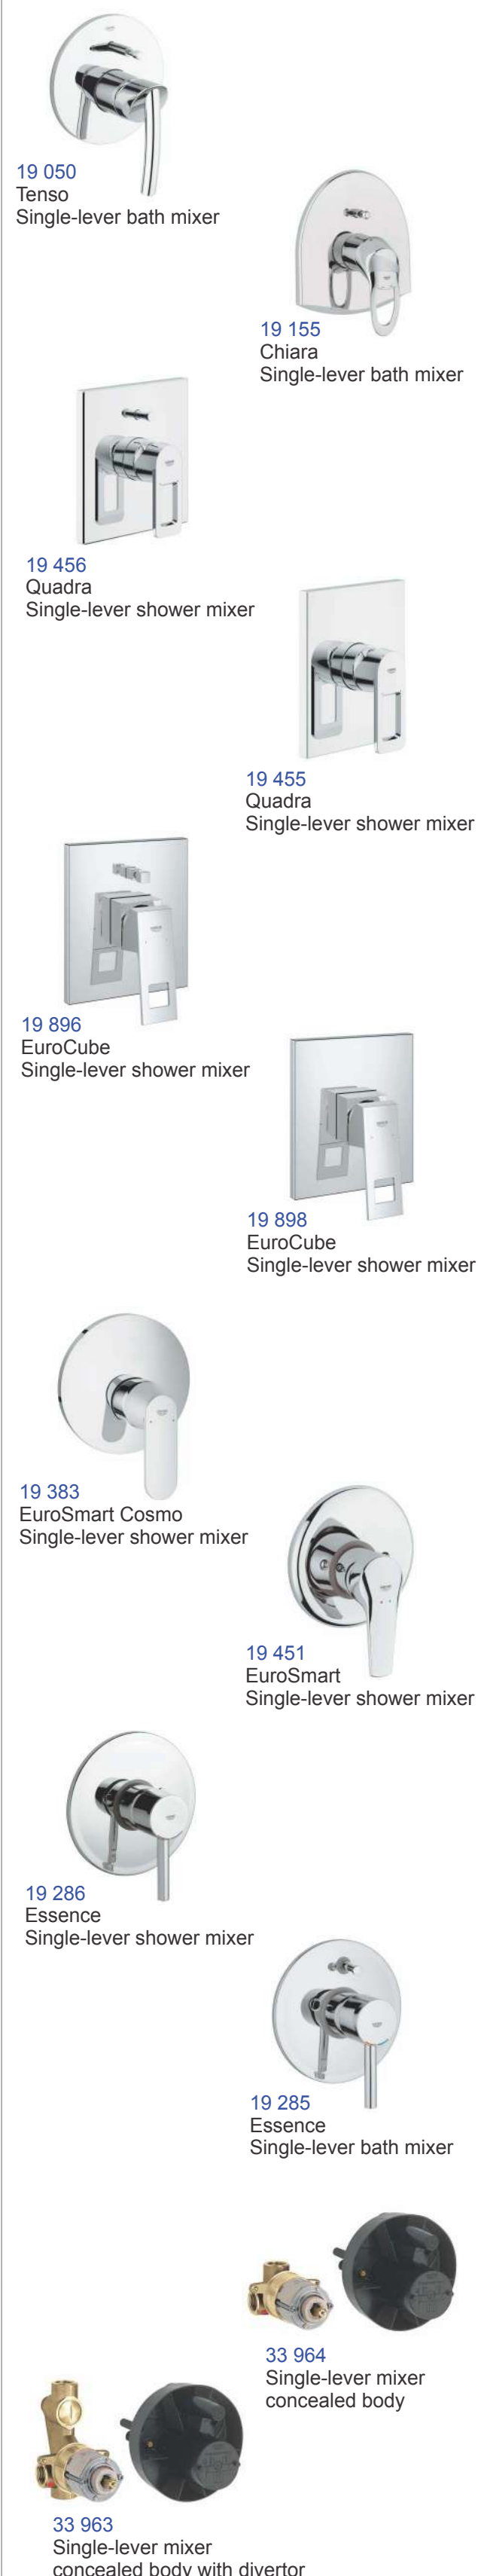 19 050
Tenso
Single-lever bath mixer
19 155
Chiara
Single-lever bath mixer
19 456
Quadra
Single-lever shower mixer
19 455
Quadra
Single-lever shower mixer
19 896
EuroCube
Single-lever shower mixer
19 898
EuroCube
Single-lever shower mixer
19 383
EuroSmart Cosmo
Single-lever shower mixer
19 451
EuroSmart
Single-lever shower mixer
19 286
Essence
Single-lever shower mixer
19 285
Essence
Single-lever bath mixer
33 964
Single-lever mixer
concealed body
33 963
Single-lever mixer
concealed body with divertor